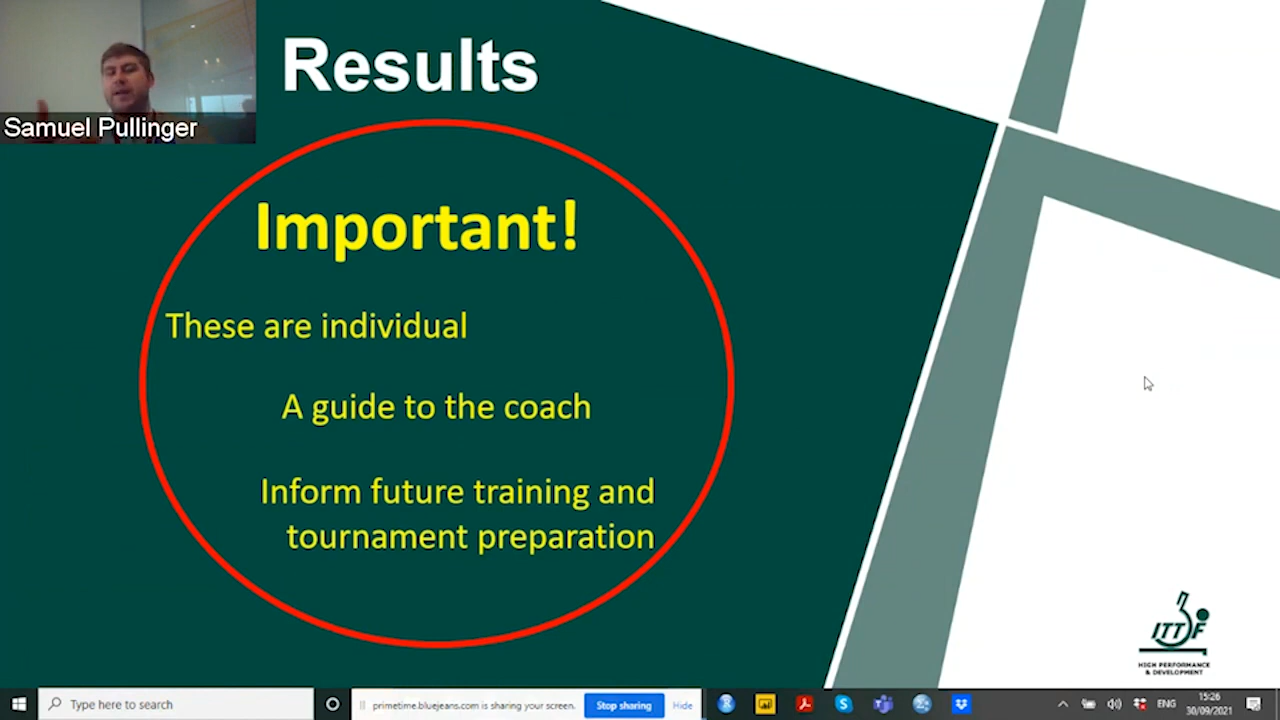 Samuel Pullinger
Results
Important!
These are individual
A guide to the coach
Inform future training and
tournament preparation
ITTF
HIGH PERFORMANCE
& DEVELOPMENT
Type here to search
primetime.bluejeans.com is sharing your screen.
Stop sharing
Hide
ENG
15:26
30/09/2021